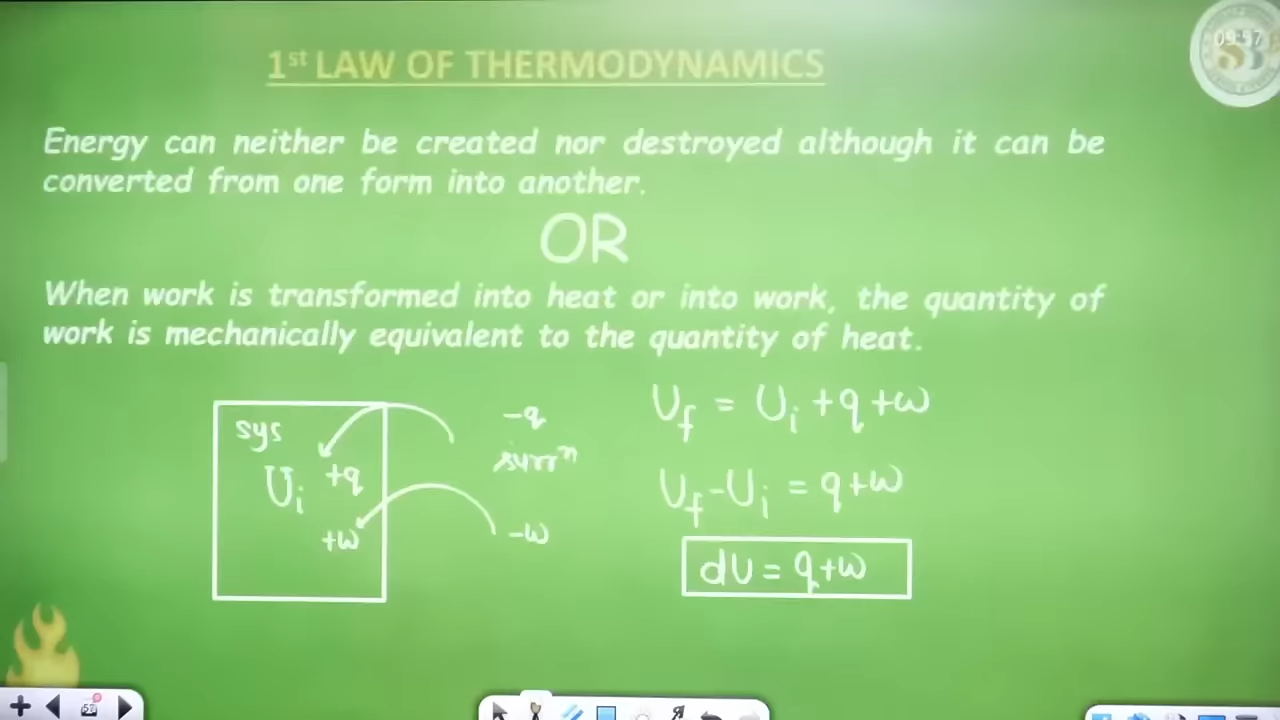 1st LAW OF THERMODYNAMICS
09:57
Energy can neither be created nor destroyed although it can be
converted from one form into another.
OR
When work is transformed into heat or into work, the quantity of
work is mechanically equivalent to the quantity of heat.
sys
Ui +q
+w
-q
surrⁿ
-w
Uf = Ui +q+w
Uf-Ui = q+w
dU = q+w